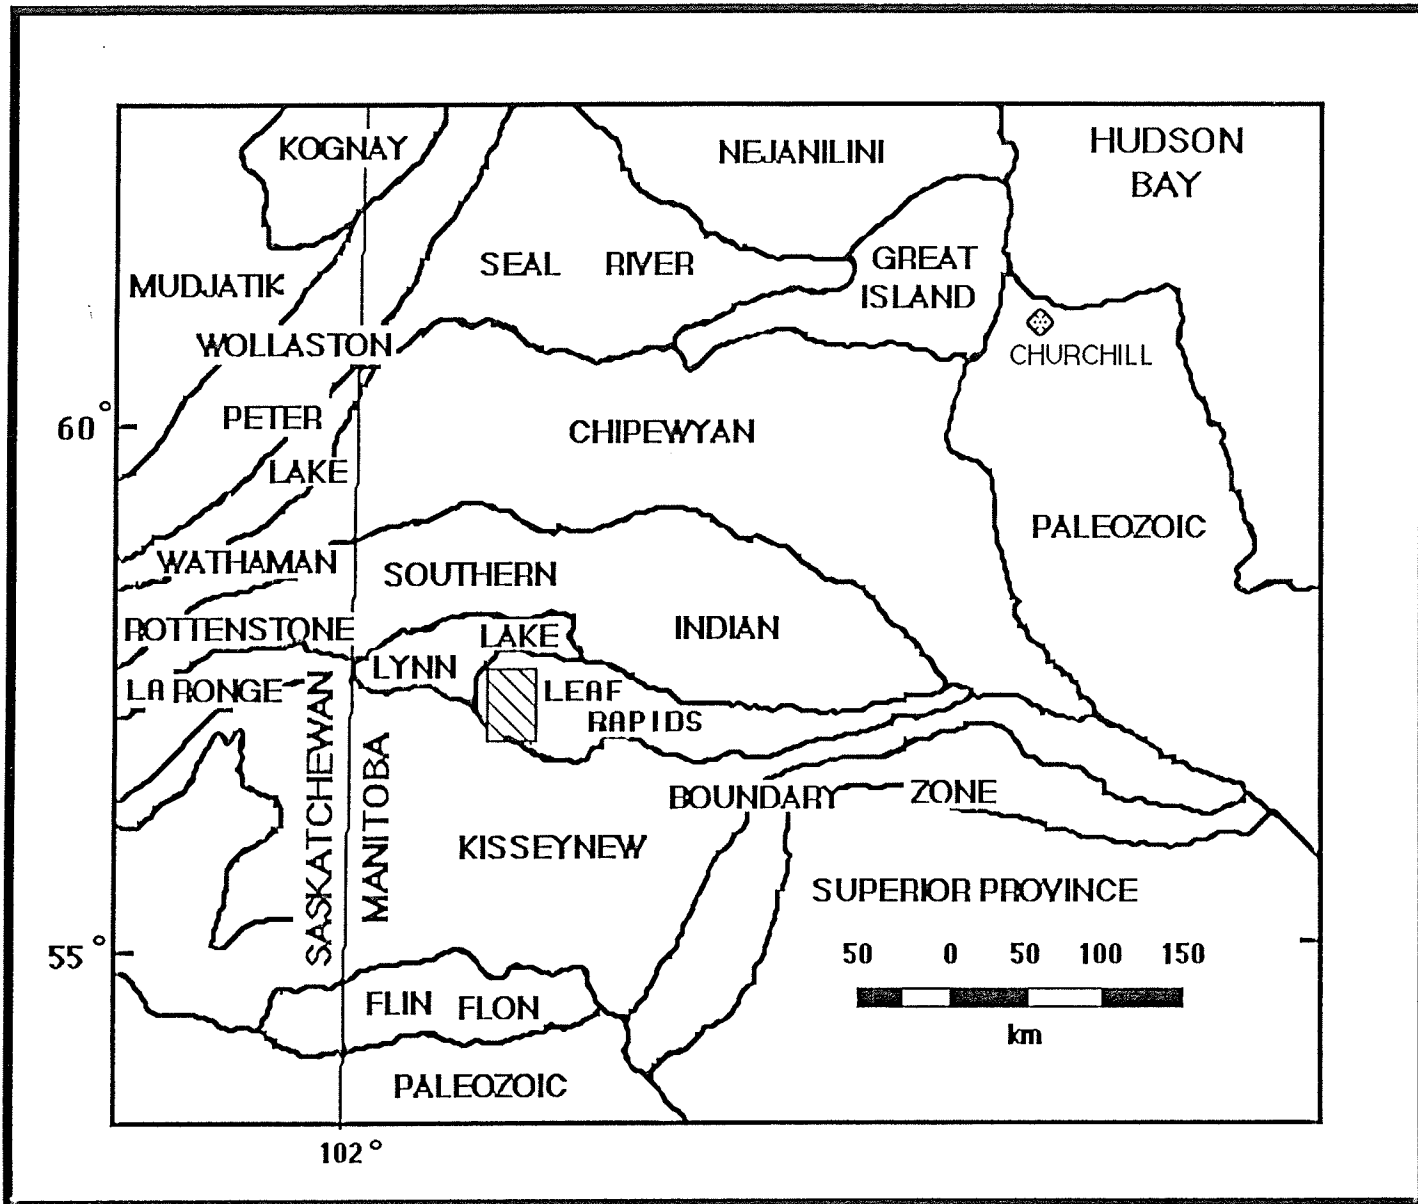 KOGNAY
NEJANILINI
HUDSON
BAY
SEAL RIVER
GREAT
ISLAND
MUDJATIK
WOLLASTON
CHURCHILL
PETER
LAKE
60°
CHIPEWYAN
PALEOZOIC
WATHAMAN
SOUTHERN
INDIAN
LAKE
ROTTENSTONE
LYNN
LA RONGE
LEAF
RAPIDS
SASKATCHEWAN
MANITOBA
BOUNDARY ZONE
KISSEYNEW
SUPERIOR PROVINCE
55°
50 0 50 100 150
km
FLIN FLON
PALEOZOIC
102°